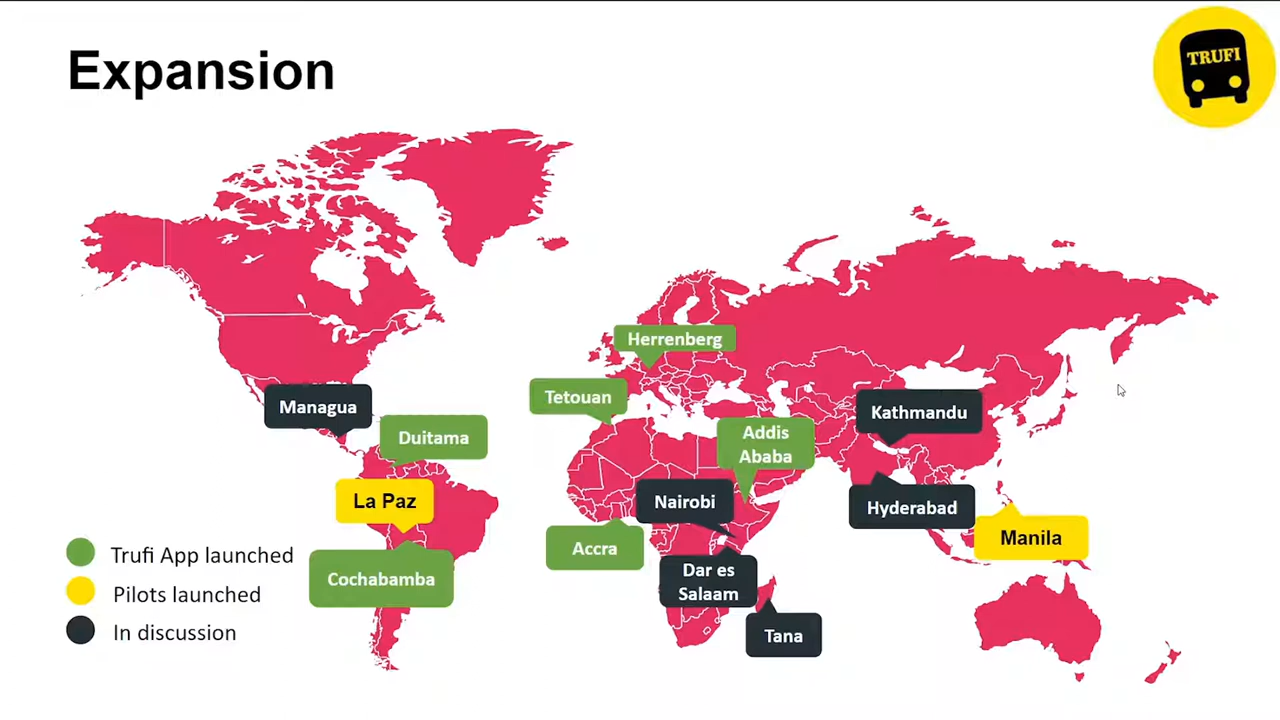 Expansion
TRUFI
Herrenberg
Tetouan
Managua
Kathmandu
Duitama
Addis
Ababa
La Paz
Nairobi
Hyderabad
Manila
Accra
Trufi App launched
Cochabamba
Dar es
Salaam
Pilots launched
In discussion
Tana